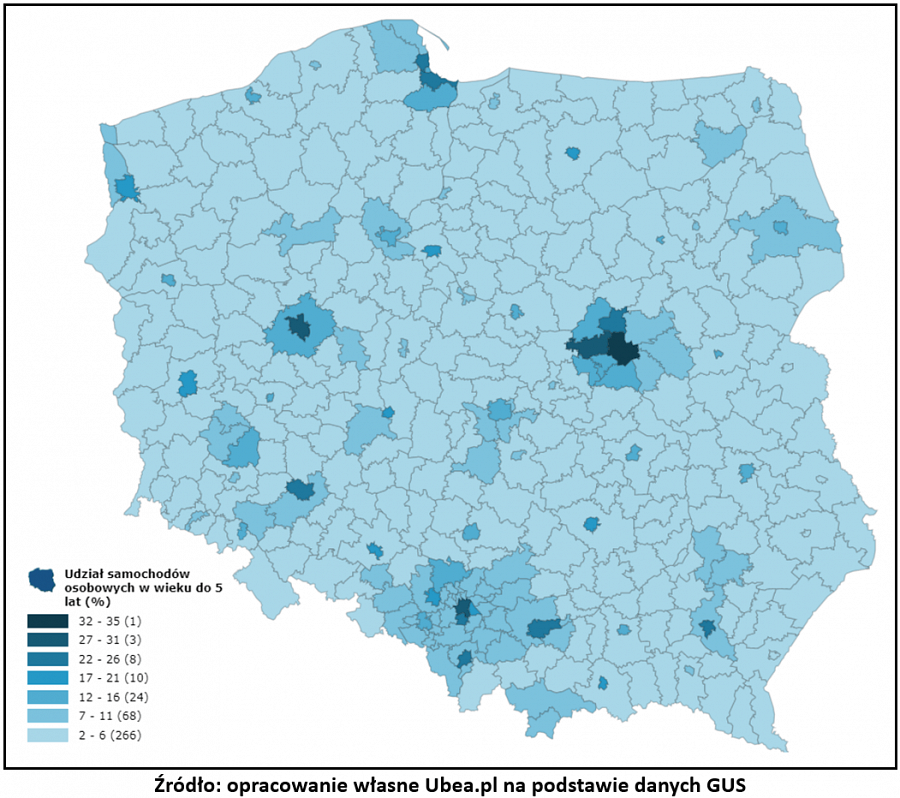 Udział samochodów
osobowych w wieku do 5
lat (%)
32 - 35 (1)
27 - 31 (3)
22 - 26 (8)
17 - 21 (10)
12 - 16 (24)
7 - 11 (68)
2 - 6 (266)
Źródło: opracowanie własne Ubea.pl na podstawie danych GUS